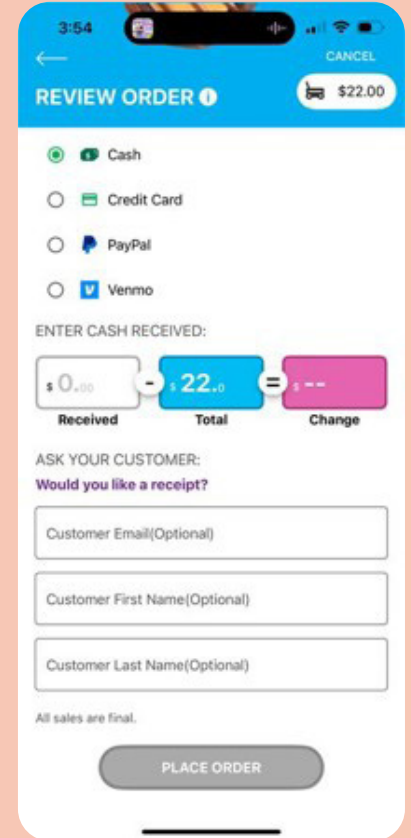 3:54
CANCEL
REVIEW ORDER i
$22.00
$ Cash
Credit Card
PayPal
V Venmo
ENTER CASH RECEIVED:
$ 0.00 - $ 22.0 = $ --
Received Total Change
ASK YOUR CUSTOMER:
Would you like a receipt?
Customer Email(Optional)
Customer First Name(Optional)
Customer Last Name(Optional)
All sales are final.
PLACE ORDER